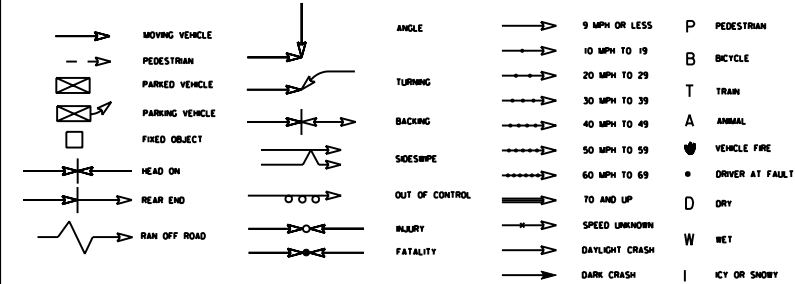 MOVING VEHICLE
PEDESTRIAN
PARKED VEHICLE
PARKING VEHICLE
FIXED OBJECT
HEAD ON
REAR END
RAN OFF ROAD
ANGLE
TURNING
BACKING
SIDESWIPE
OUT OF CONTROL
INJURY
FATALITY
9 MPH OR LESS
10 MPH TO 19
20 MPH TO 29
30 MPH TO 39
40 MPH TO 49
50 MPH TO 59
60 MPH TO 69
70 AND UP
SPEED UNKNOWN
DAYLIGHT CRASH
DARK CRASH
P PEDESTRIAN
B BICYCLE
T TRAIN
A ANIMAL
VEHICLE FIRE
DRIVER AT FAULT
D DRY
W WET
I ICY OR SNOWY